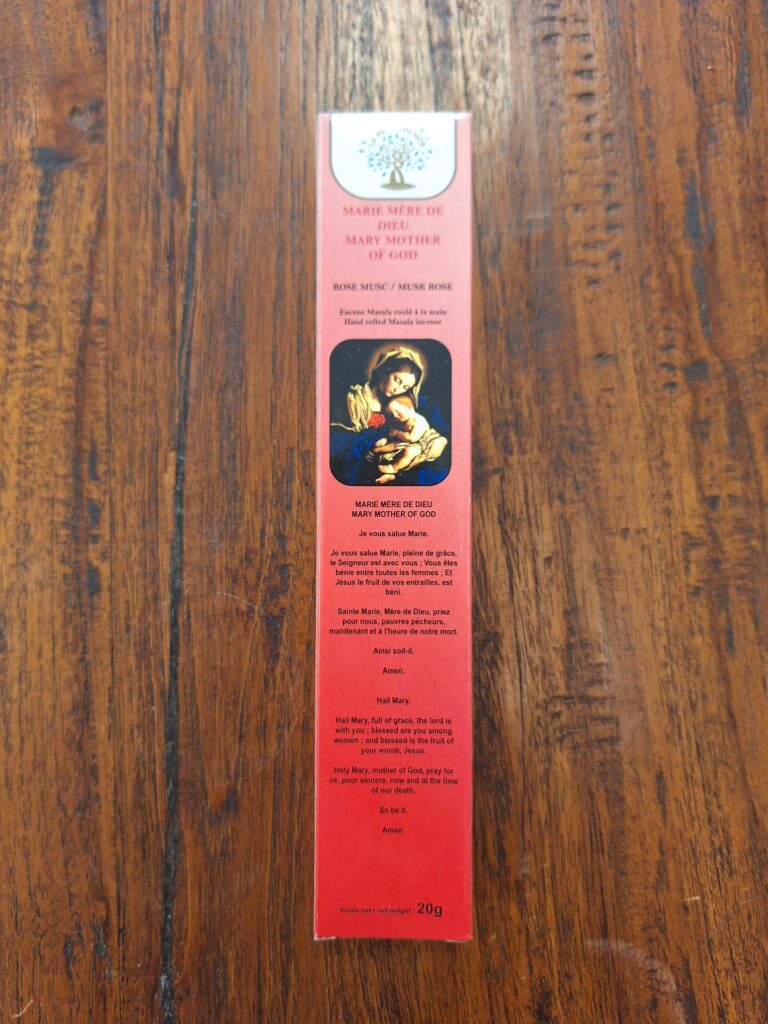 MARIE MÈRE DE
DIEU
MARY MOTHER
OF GOD
ROSE MUSC / MUSK ROSE
Encens Masala roulé à la main
Hand rolled Masala incense
MARIE MÈRE DE DIEU
MARY MOTHER OF GOD
Je vous salue Marie.
Je vous salue Marie, pleine de grâce,
le Seigneur est avec vous ; Vous êtes
bénie entre toutes les femmes ; Et
Jésus le fruit de vos entrailles, est
béni.
Sainte Marie, Mère de Dieu, priez
pour nous, pauvres pécheurs,
maintenant et à l'heure de notre mort.
Ainsi soit-il.
Amen.
Hail Mary.
Hail Mary, full of grace, the lord is
with you ; blessed are you among
women ; and blessed is the fruit of
your womb, Jesus.
Holy Mary, mother of God, pray for
us, poor sinners, now and at the time
of our death.
So be it.
Amen.
Poids net / net weight : 20g